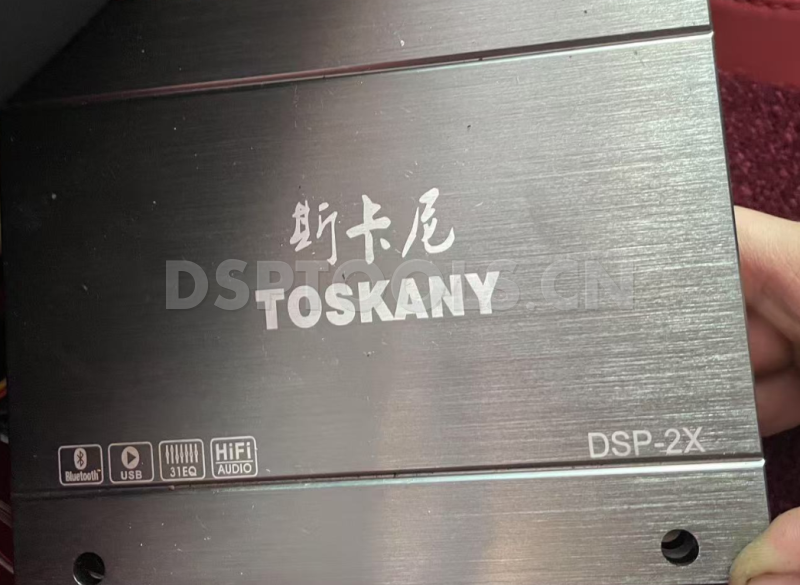 斯卡尼
DSPTOOLS.CN
TOSKANY
DSP-2X
Bluetooth
USB
31EQ
HiFi
AUDIO